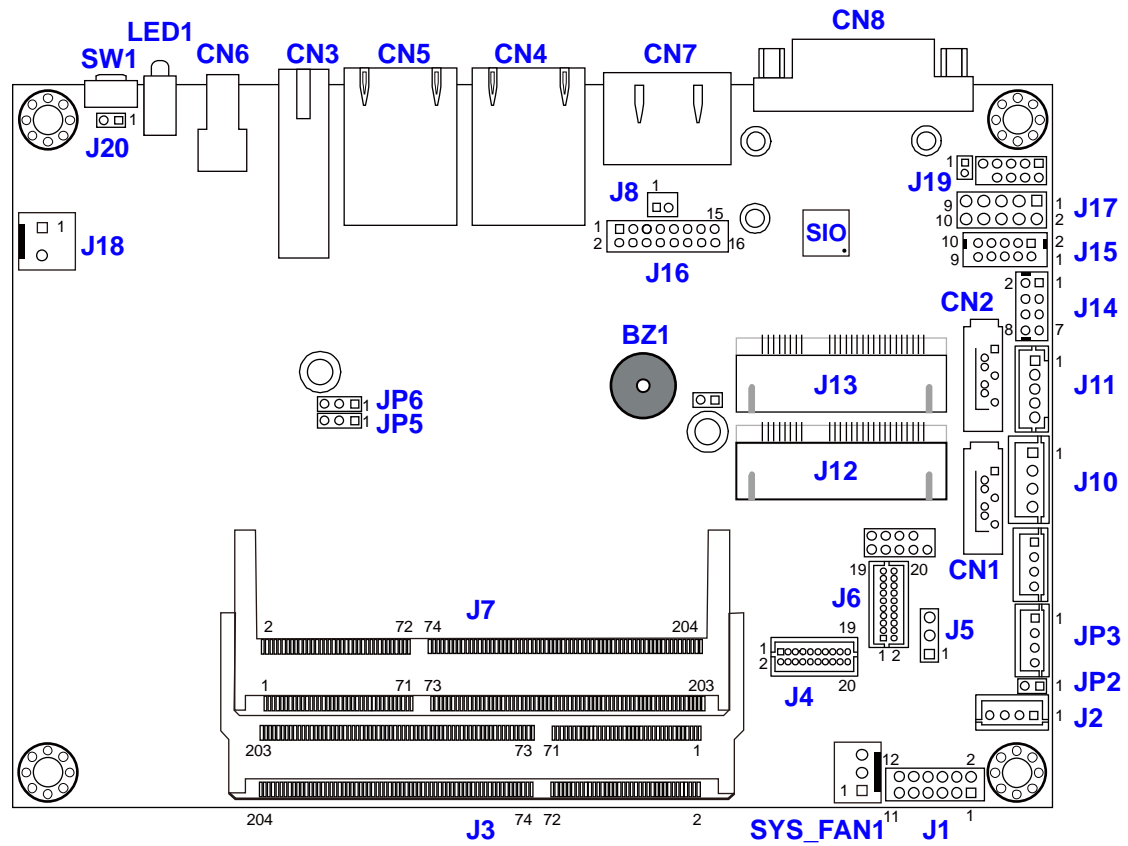 LED1
SW1
CN6
CN3
CN5
CN4
CN7
CN8
1
J20
1
J18
J8
1
1
2
15
16
J16
SIO
1
J19
9
10
1
2
J17
10
9
2
1
J15
2
1
8
7
J14
CN2
BZ1
J13
1
J11
JP6
1
JP5
1
J12
1
J10
CN1
19
20
J6
1 2
J5
1
1
JP3
1
JP2
1
J2
19
1
2
20
J4
J7
2
72
74
204
1
71
73
203
203
73
71
1
204
74
72
2
J3
12
2
1
11
1
SYS_FAN1
J1